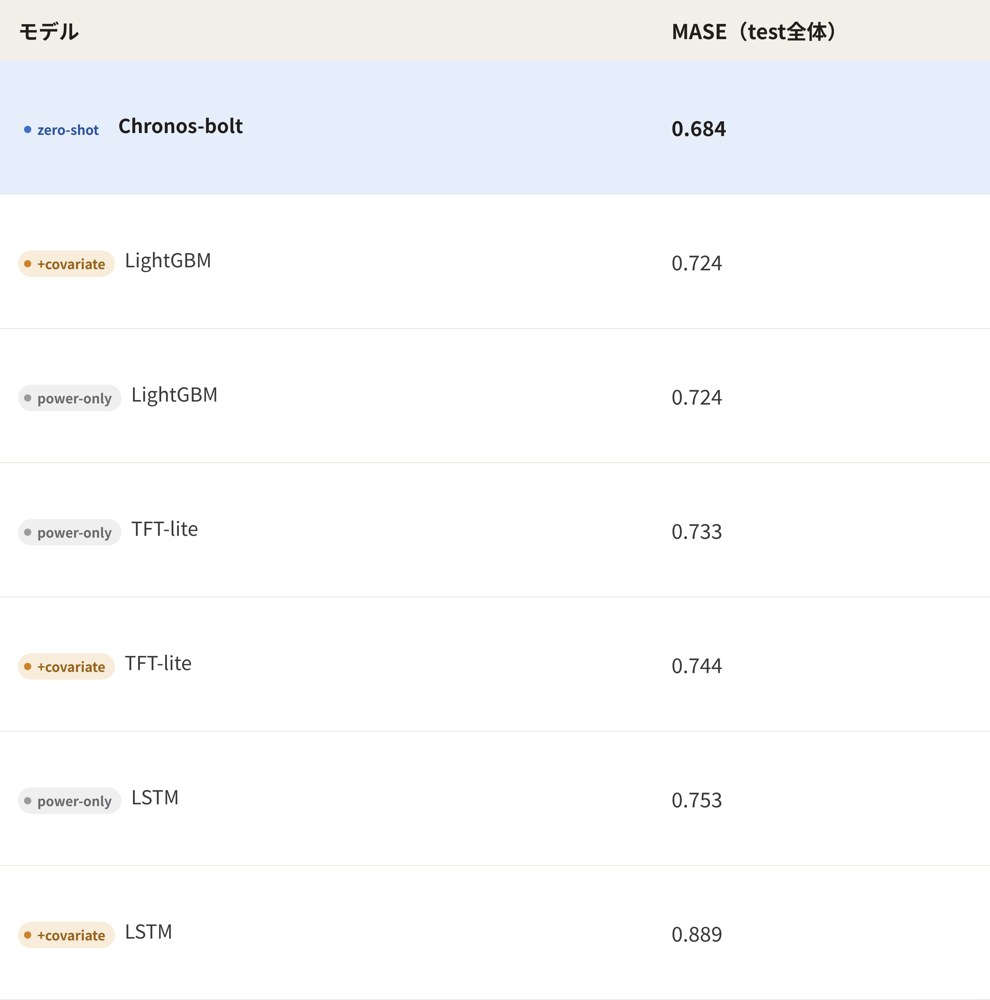 モデル MASE（test全体）
zero-shot Chronos-bolt 0.684
+covariate LightGBM 0.724
power-only LightGBM 0.724
power-only TFT-lite 0.733
+covariate TFT-lite 0.744
power-only LSTM 0.753
+covariate LSTM 0.889